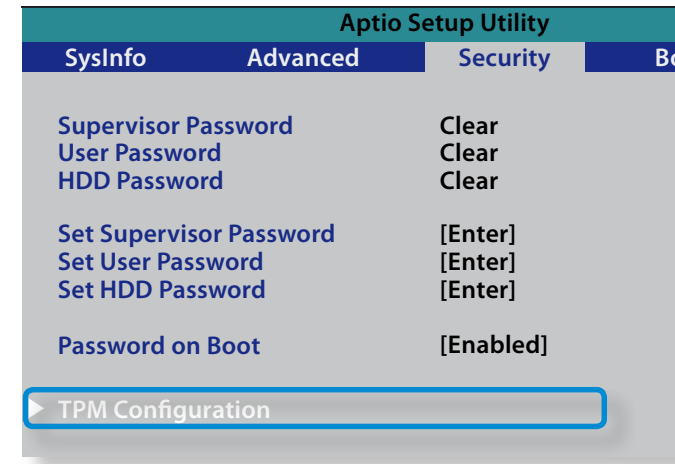 Aptio Setup Utility
SysInfo Advanced Security
Supervisor Password Clear
User Password Clear
HDD Password Clear
Set Supervisor Password [Enter]
Set User Password [Enter]
Set HDD Password [Enter]
Password on Boot [Enabled]
TPM Configuration